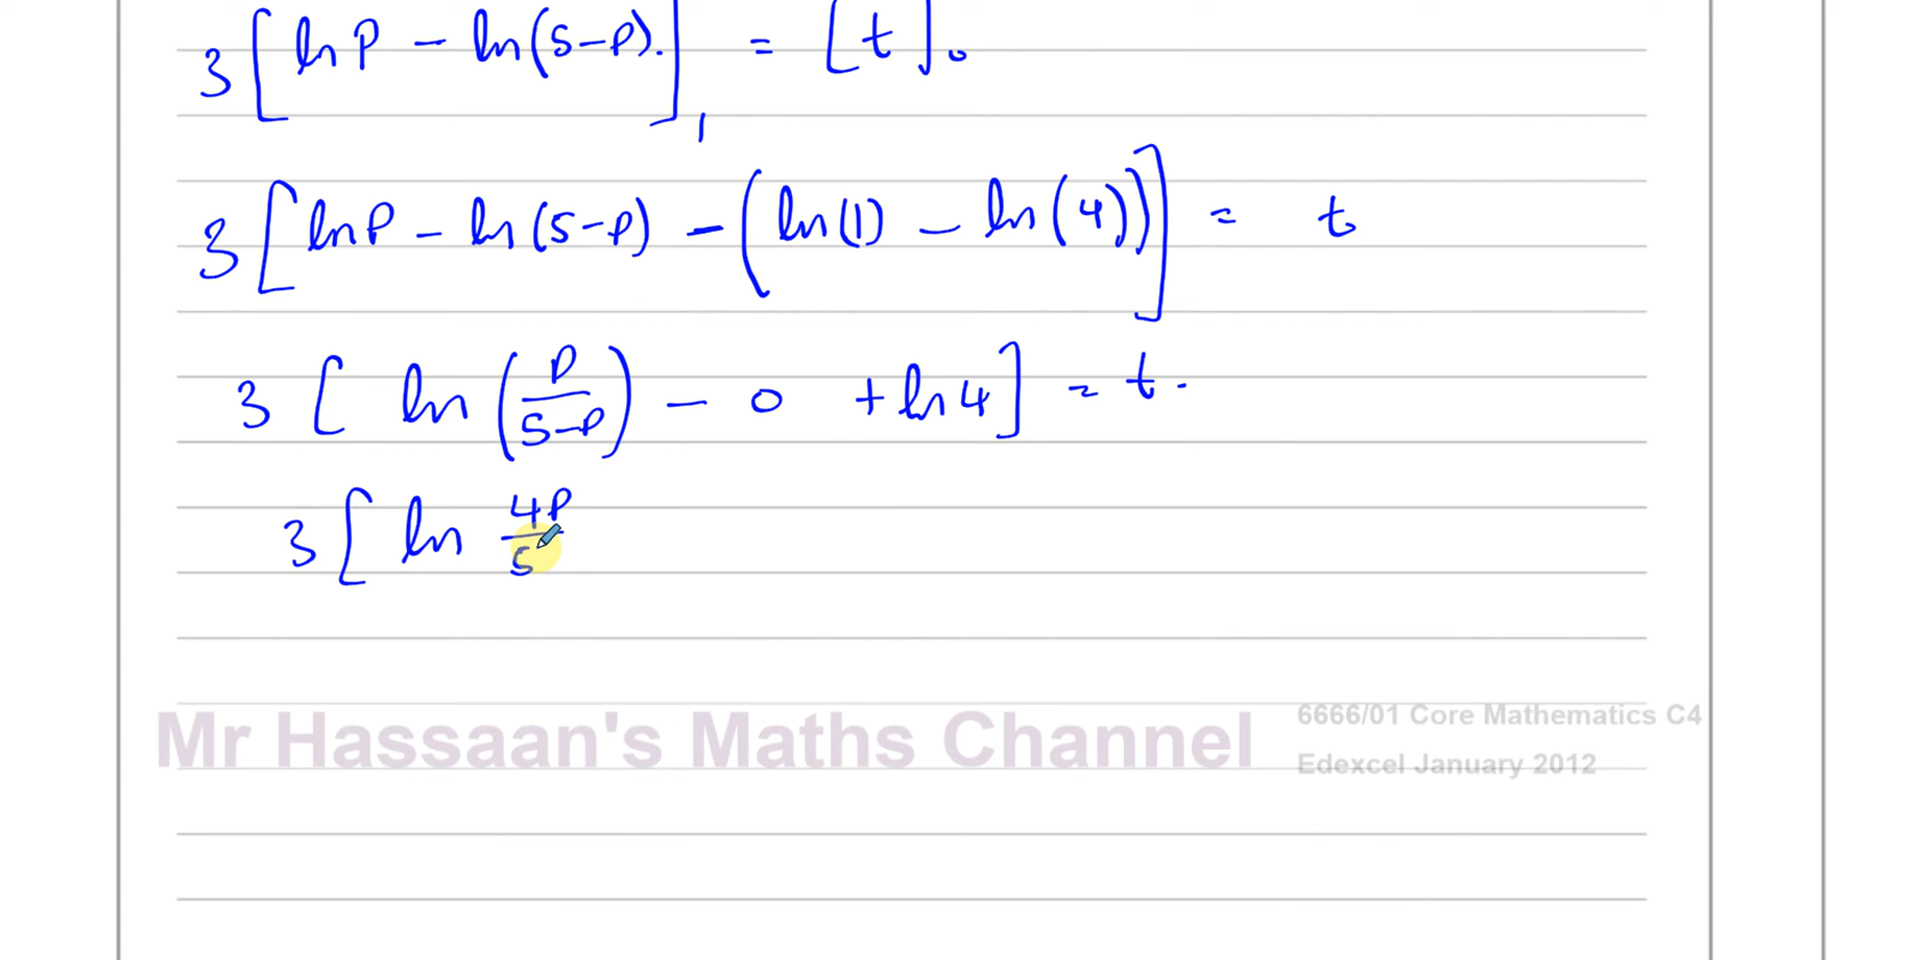 3[ln P − ln(5−P).]₁ = [t]₀
3[ln P − ln(5−P) − (ln(1) − ln(4))] = t
3[ln(P/(5−P)) − 0 + ln 4] = t.
3[ln 4P/5
Mr Hassaan's Maths Channel
6666/01 Core Mathematics C4
Edexcel January 2012